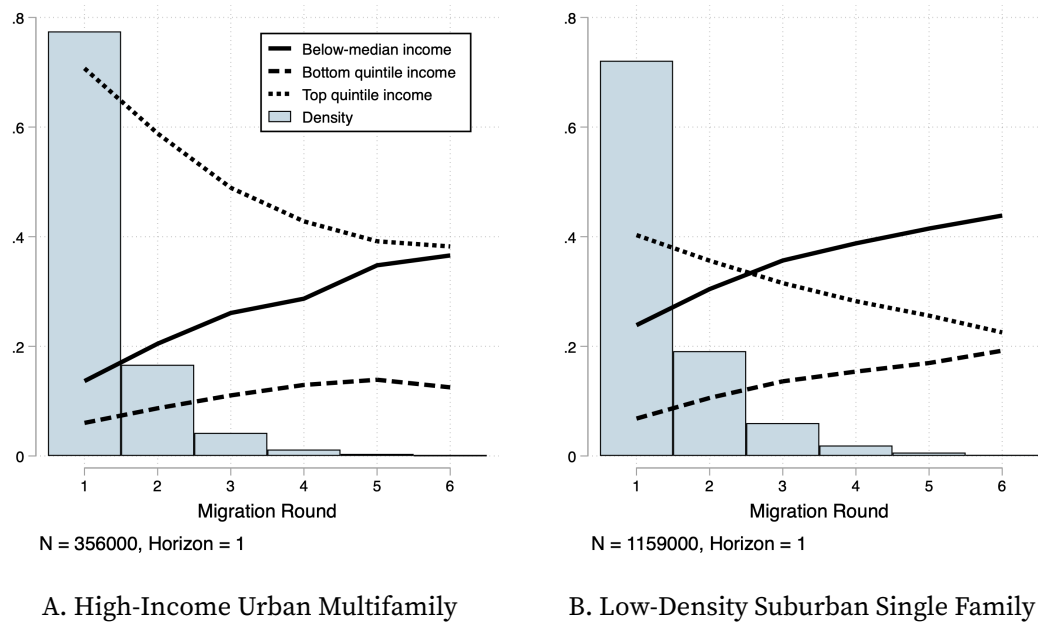 .8
.6
.4
.2
0
Below-median income
Bottom quintile income
Top quintile income
Density
1 2 3 4 5 6
Migration Round
N = 356000, Horizon = 1
A. High-Income Urban Multifamily
.8
.6
.4
.2
0
1 2 3 4 5 6
Migration Round
N = 1159000, Horizon = 1
B. Low-Density Suburban Single Family